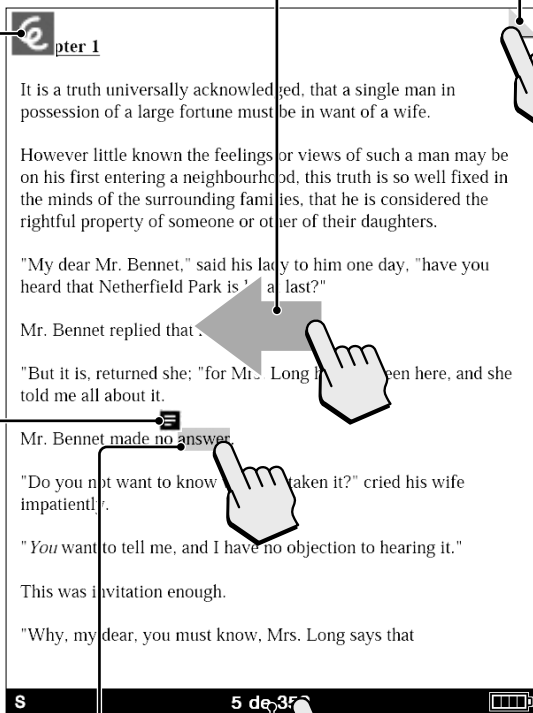 pter 1
It is a truth universally acknowledged, that a single man in
possession of a large fortune must be in want of a wife.
However little known the feelings or views of such a man may be
on his first entering a neighbourhood, this truth is so well fixed in
the minds of the surrounding families, that he is considered the
rightful property of someone or other of their daughters.
"My dear Mr. Bennet," said his lady to him one day, "have you
heard that Netherfield Park is at last?"
Mr. Bennet replied that
"But it is, returned she; "for Mrs. Long een here, and she
told me all about it.
Mr. Bennet made no answer.
"Do you not want to know taken it?" cried his wife
impatiently.
"You want to tell me, and I have no objection to hearing it."
This was invitation enough.
"Why, my dear, you must know, Mrs. Long says that
S 5 de